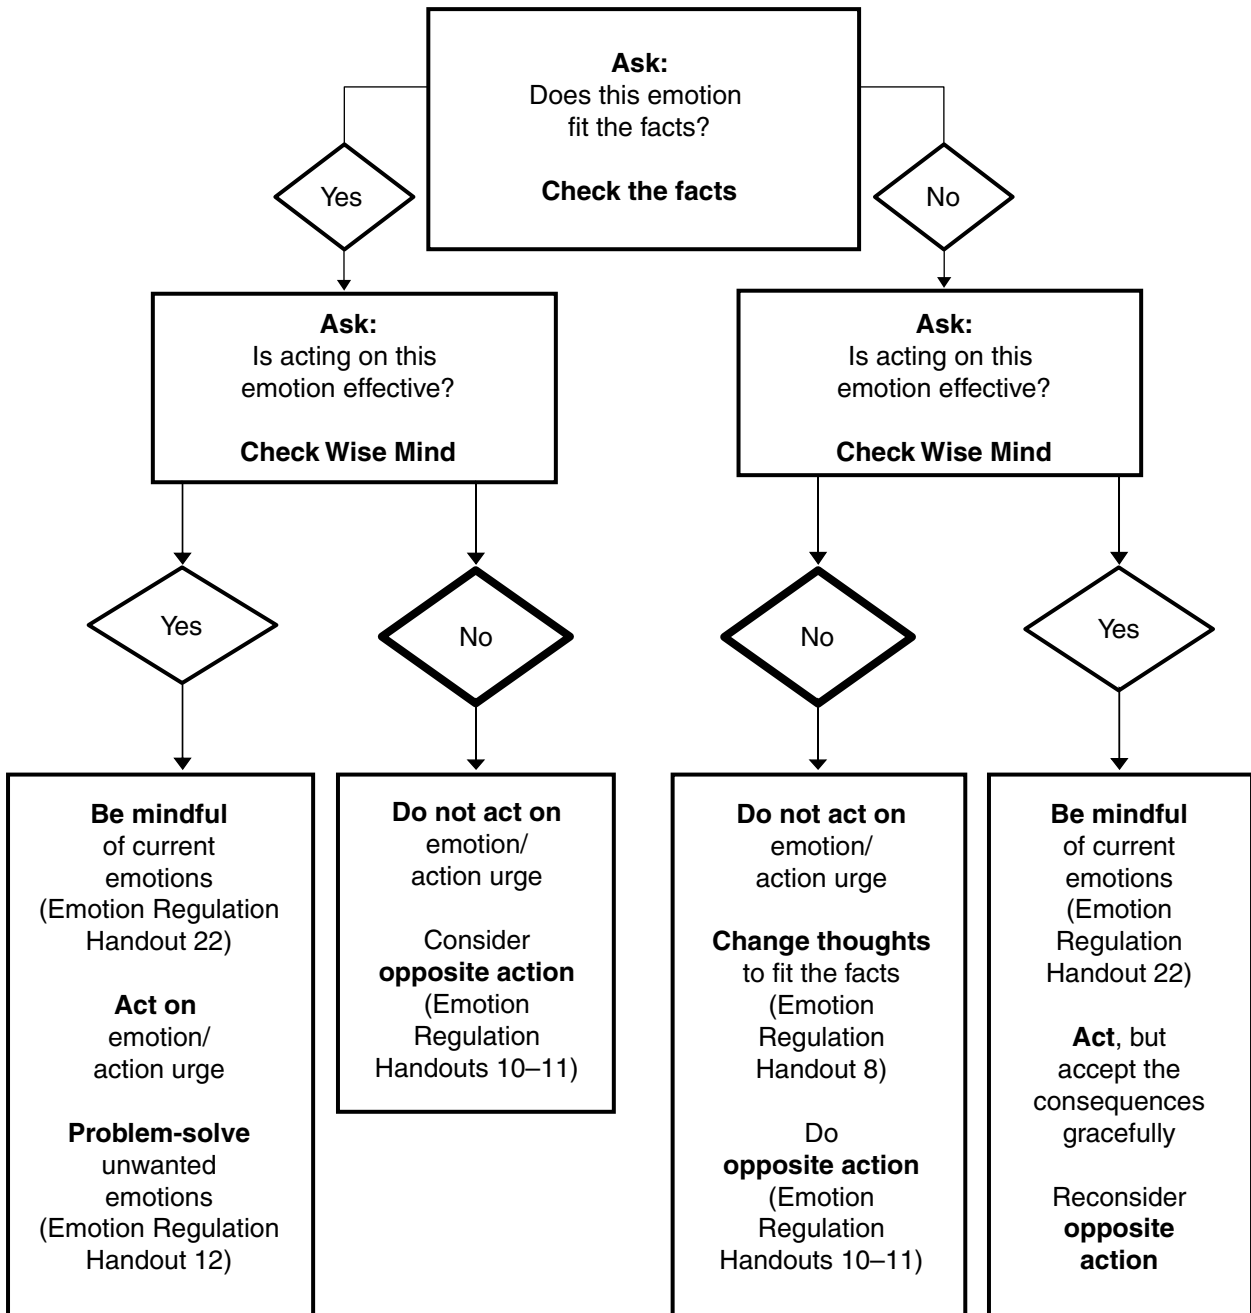 Ask:
Does this emotion
fit the facts?
Check the facts
Yes
No
Ask:
Is acting on this
emotion effective?
Check Wise Mind
Ask:
Is acting on this
emotion effective?
Check Wise Mind
Yes
No
No
Yes
Be mindful
of current
emotions
(Emotion Regulation
Handout 22)
Act on
emotion/
action urge
Problem-solve
unwanted
emotions
(Emotion Regulation
Handout 12)
Do not act on
emotion/
action urge
Consider
opposite action
(Emotion
Regulation
Handouts 10–11)
Do not act on
emotion/
action urge
Change thoughts
to fit the facts
(Emotion
Regulation
Handout 8)
Do
opposite action
(Emotion
Regulation
Handouts 10–11)
Be mindful
of current
emotions
(Emotion
Regulation
Handout 22)
Act, but
accept the
consequences
gracefully
Reconsider
opposite
action